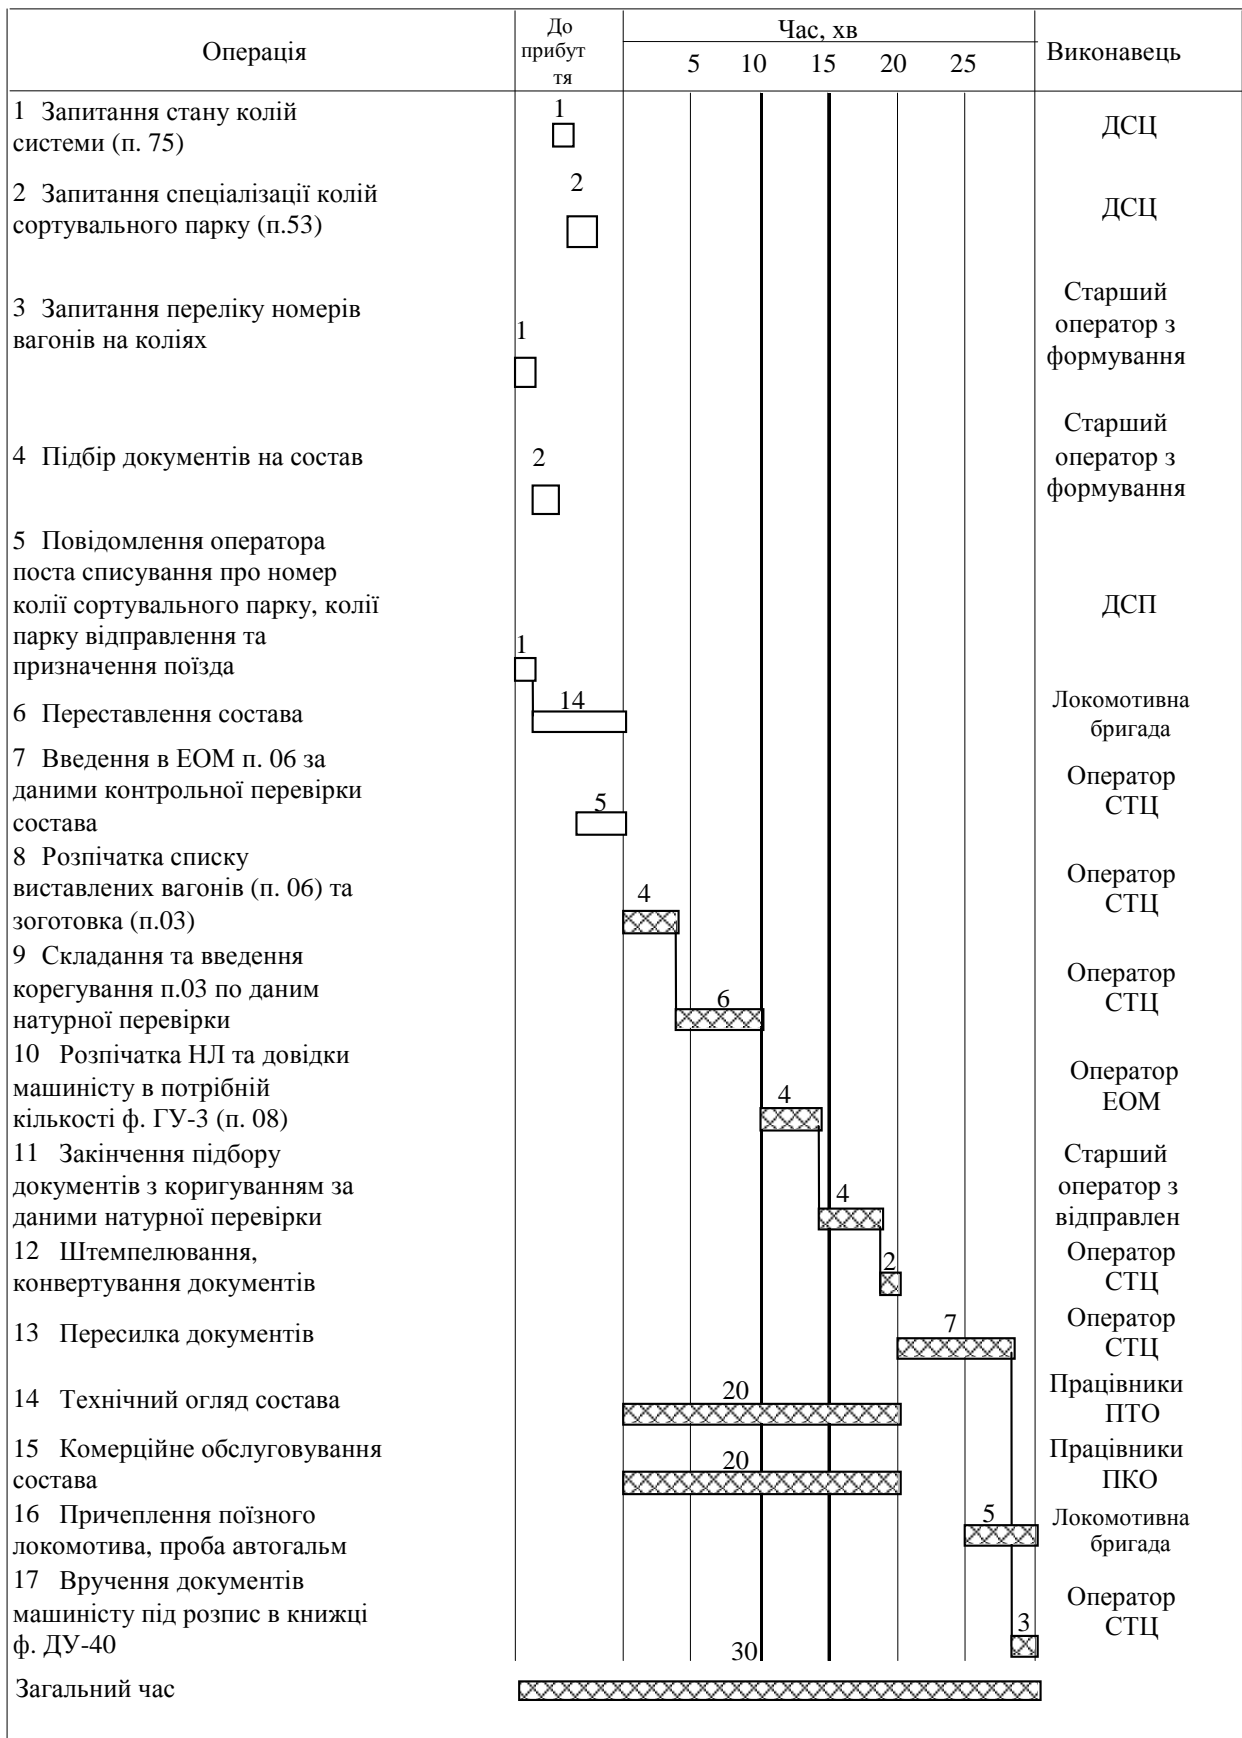 Операція
До
прибут
тя
Час, хв
5 10 15 20 25
Виконавець
1 Запитання стану колій
системи (п. 75)
1
ДСЦ
2 Запитання спеціалізації колій
сортувального парку (п.53)
2
ДСЦ
3 Запитання переліку номерів
вагонів на коліях
1
Старший
оператор з
формування
4 Підбір документів на состав
2
Старший
оператор з
формування
5 Повідомлення оператора
поста списування про номер
колії сортувального парку, колії
парку відправлення та
призначення поїзда
1
ДСП
6 Переставлення состава
14
Локомотивна
бригада
7 Введення в ЕОМ п. 06 за
даними контрольної перевірки
состава
5
Оператор
СТЦ
8 Розпічатка списку
виставлених вагонів (п. 06) та
зоготовка (п.03)
4
Оператор
СТЦ
9 Складання та введення
корегування п.03 по даним
натурної перевірки
6
Оператор
СТЦ
10 Розпічатка НЛ та довідки
машиністу в потрібній
кількості ф. ГУ-3 (п. 08)
4
Оператор
ЕОМ
11 Закінчення підбору
документів з коригуванням за
даними натурної перевірки
4
Старший
оператор з
відправлен
12 Штемпелювання,
конвертування документів
2
Оператор
СТЦ
13 Пересилка документів
7
Оператор
СТЦ
14 Технічний огляд состава
20
Працівники
ПТО
15 Комерційне обслуговування
состава
20
Працівники
ПКО
16 Причеплення поїзного
локомотива, проба автогальм
5
Локомотивна
бригада
17 Вручення документів
машиністу під розпис в книжці
ф. ДУ-40
3
Оператор
СТЦ
30
Загальний час